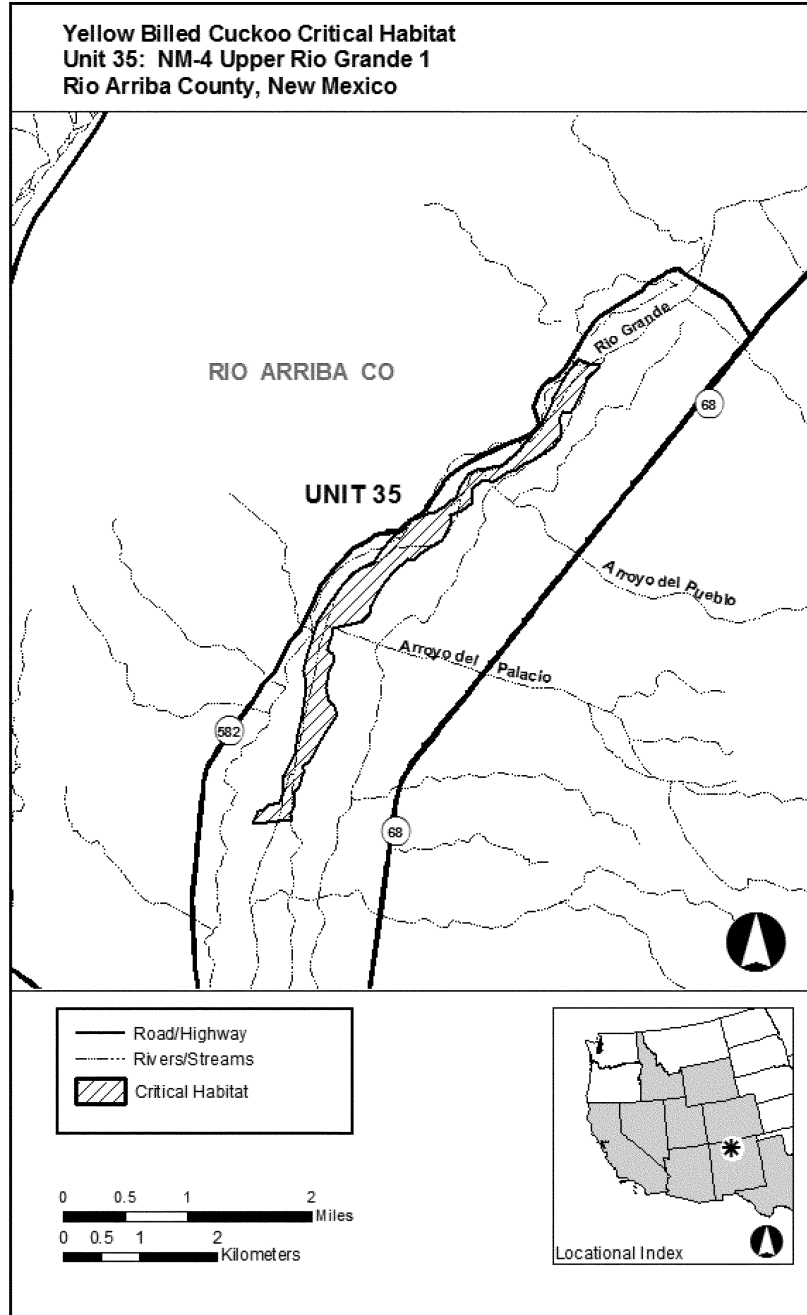 Yellow Billed Cuckoo Critical Habitat
Unit 35: NM-4 Upper Rio Grande 1
Rio Arriba County, New Mexico
Rio Grande
RIO ARRIBA CO
68
UNIT 35
Arroyo del Pueblo
Arroyo del Palacio
582
68
Road/Highway
Rivers/Streams
Critical Habitat
0 0.5 1 2
Miles
0 0.5 1 2
Kilometers
Locational Index